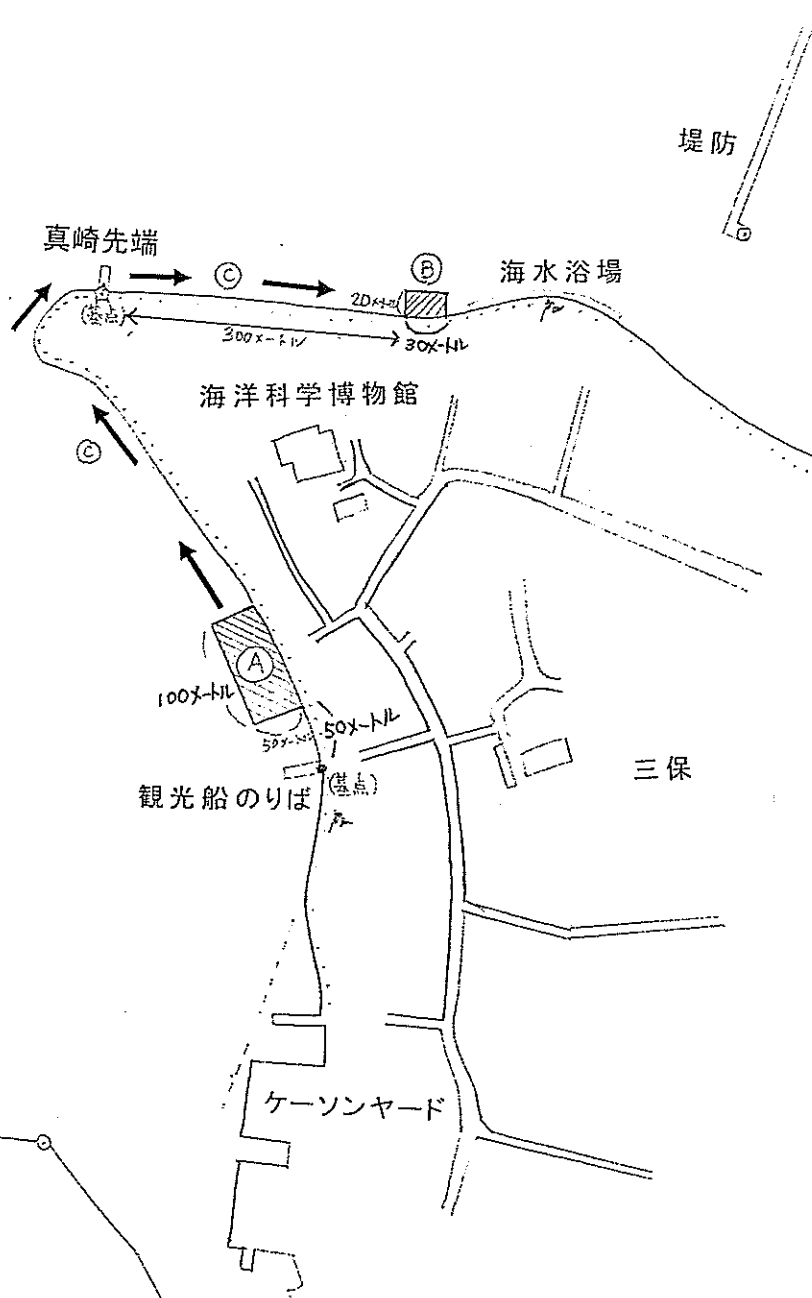 堤防
真崎先端
Ⓒ
Ⓑ
海水浴場
20メートル
(基点)
300メートル
30メートル
海洋科学博物館
Ⓒ
Ⓐ
100メートル
50メートル
50メートル
観光船のりば
(基点)
三保
ケーソンヤード